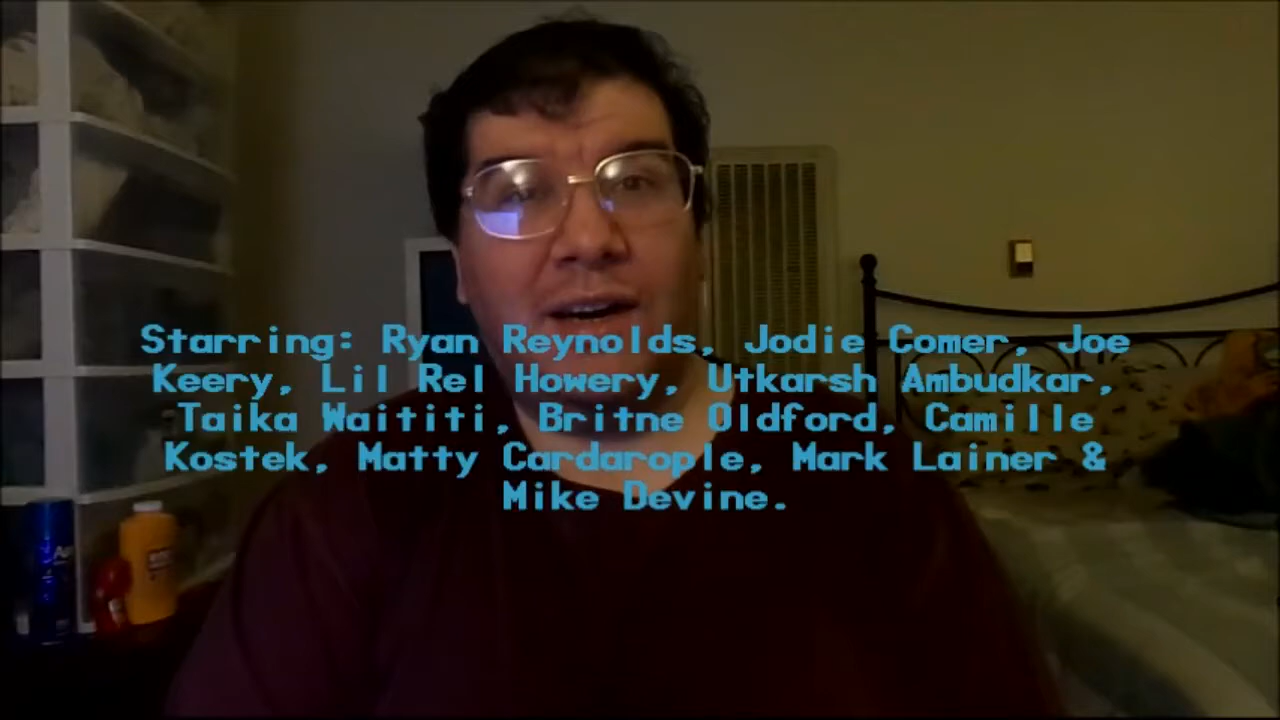 Starring: Ryan Reynolds, Jodie Comer, Joe
Keery, Lil Rel Howery, Utkarsh Ambudkar,
Taika Waititi, Britne Oldford, Camille
Kostek, Matty Cardarople, Mark Lainer &
Mike Devine.